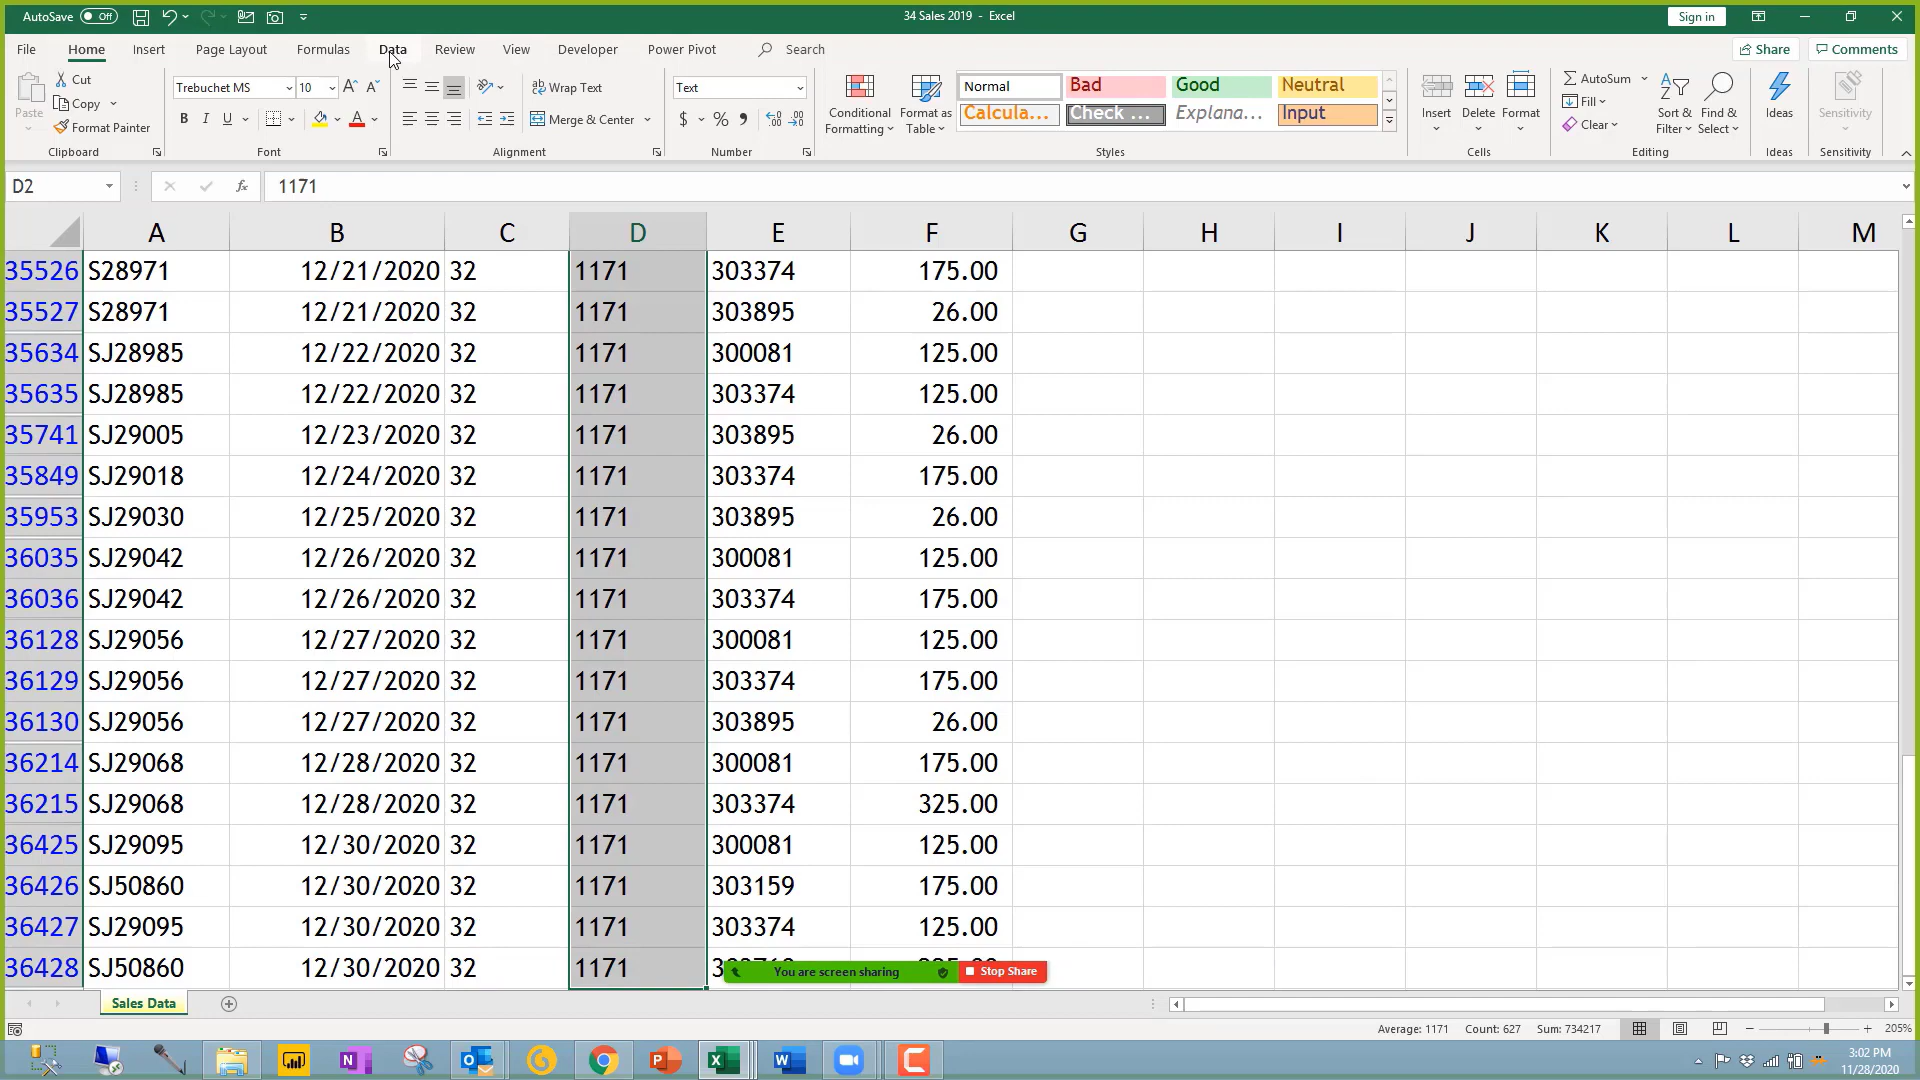 AutoSave Off
34 Sales 2019 - Excel
Sign in
File Home Insert Page Layout Formulas Data Review View Developer Power Pivot Search
Share Comments
Paste
Cut
Copy
Format Painter
Clipboard
Trebuchet MS 10
B I U
Font
Wrap Text
Merge & Center
Alignment
Text
$ % 9
Number
Conditional Formatting
Format as Table
Normal Bad Good Neutral
Calcula... Check ... Explana... Input
Styles
Insert Delete Format
Cells
AutoSum
Fill
Clear
Sort & Filter
Find & Select
Editing
Ideas
Ideas
Sensitivity
Sensitivity
D2 fx 1171
A B C D E F G H I J K L M
35526 S28971 12/21/2020 32 1171 303374 175.00
35527 S28971 12/21/2020 32 1171 303895 26.00
35634 SJ28985 12/22/2020 32 1171 300081 125.00
35635 SJ28985 12/22/2020 32 1171 303374 125.00
35741 SJ29005 12/23/2020 32 1171 303895 26.00
35849 SJ29018 12/24/2020 32 1171 303374 175.00
35953 SJ29030 12/25/2020 32 1171 303895 26.00
36035 SJ29042 12/26/2020 32 1171 300081 125.00
36036 SJ29042 12/26/2020 32 1171 303374 175.00
36128 SJ29056 12/27/2020 32 1171 300081 125.00
36129 SJ29056 12/27/2020 32 1171 303374 175.00
36130 SJ29056 12/27/2020 32 1171 303895 26.00
36214 SJ29068 12/28/2020 32 1171 300081 175.00
36215 SJ29068 12/28/2020 32 1171 303374 325.00
36425 SJ29095 12/30/2020 32 1171 300081 125.00
36426 SJ50860 12/30/2020 32 1171 303159 175.00
36427 SJ29095 12/30/2020 32 1171 303374 125.00
36428 SJ50860 12/30/2020 32 1171
You are screen sharing Stop Share
Sales Data
Average: 1171 Count: 627 Sum: 734217
205%
3:02 PM
11/28/2020